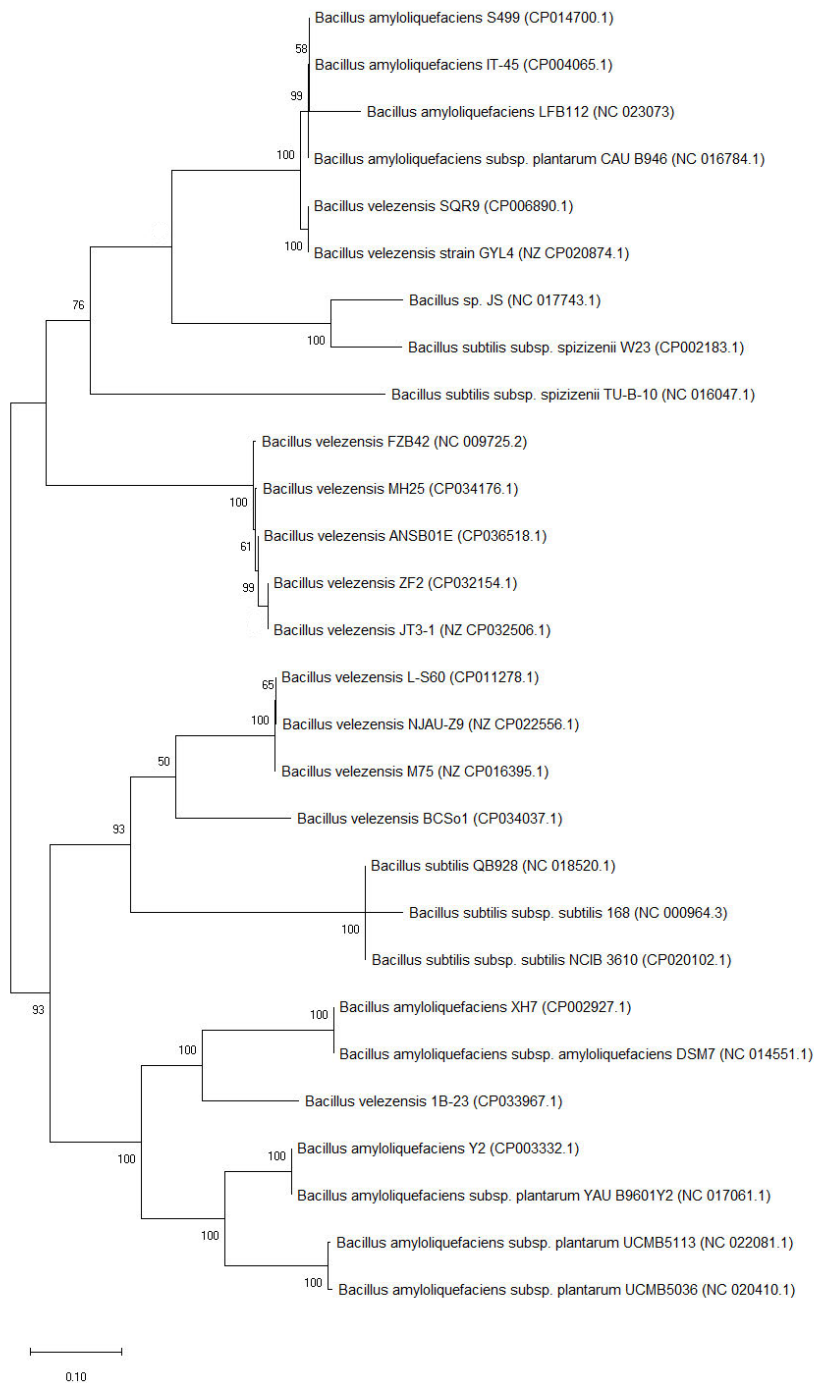 Bacillus amyloliquefaciens S499 (CP014700.1)
58
Bacillus amyloliquefaciens IT-45 (CP004065.1)
99
Bacillus amyloliquefaciens LFB112 (NC 023073)
100
Bacillus amyloliquefaciens subsp. plantarum CAU B946 (NC 016784.1)
Bacillus velezensis SQR9 (CP006890.1)
100
Bacillus velezensis strain GYL4 (NZ CP020874.1)
Bacillus sp. JS (NC 017743.1)
76
100
Bacillus subtilis subsp. spizizenii W23 (CP002183.1)
Bacillus subtilis subsp. spizizenii TU-B-10 (NC 016047.1)
Bacillus velezensis FZB42 (NC 009725.2)
Bacillus velezensis MH25 (CP034176.1)
100
Bacillus velezensis ANSB01E (CP036518.1)
61
Bacillus velezensis ZF2 (CP032154.1)
99
Bacillus velezensis JT3-1 (NZ CP032506.1)
Bacillus velezensis L-S60 (CP011278.1)
65
100
Bacillus velezensis NJAU-Z9 (NZ CP022556.1)
50
Bacillus velezensis M75 (NZ CP016395.1)
Bacillus velezensis BCSo1 (CP034037.1)
93
Bacillus subtilis QB928 (NC 018520.1)
Bacillus subtilis subsp. subtilis 168 (NC 000964.3)
100
Bacillus subtilis subsp. subtilis NCIB 3610 (CP020102.1)
93
Bacillus amyloliquefaciens XH7 (CP002927.1)
100
100
Bacillus amyloliquefaciens subsp. amyloliquefaciens DSM7 (NC 014551.1)
Bacillus velezensis 1B-23 (CP033967.1)
Bacillus amyloliquefaciens Y2 (CP003332.1)
100
100
Bacillus amyloliquefaciens subsp. plantarum YAU B9601Y2 (NC 017061.1)
100
Bacillus amyloliquefaciens subsp. plantarum UCMB5113 (NC 022081.1)
100
Bacillus amyloliquefaciens subsp. plantarum UCMB5036 (NC 020410.1)
0.10